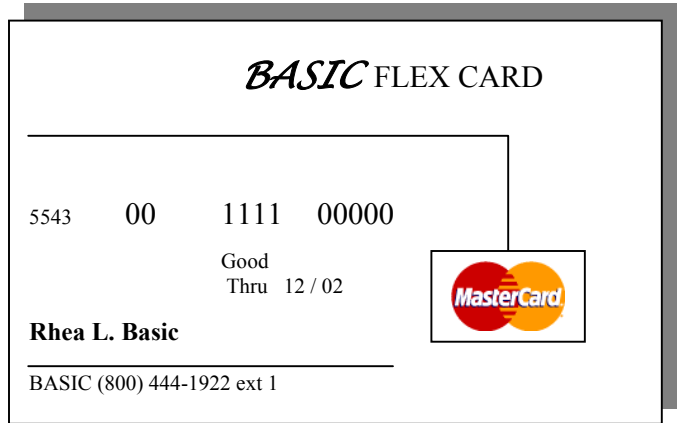 BASIC FLEX CARD
5543 00 1111 00000
Good
Thru 12 / 02
MasterCard
Rhea L. Basic
BASIC (800) 444-1922 ext 1